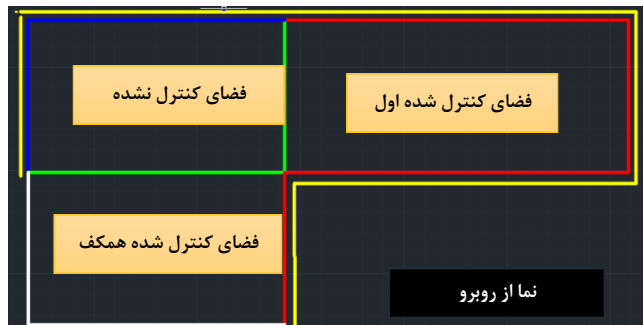 فضای کنترل نشده
فضای کنترل شده اول
فضای کنترل شده همکف
نما از روبرو